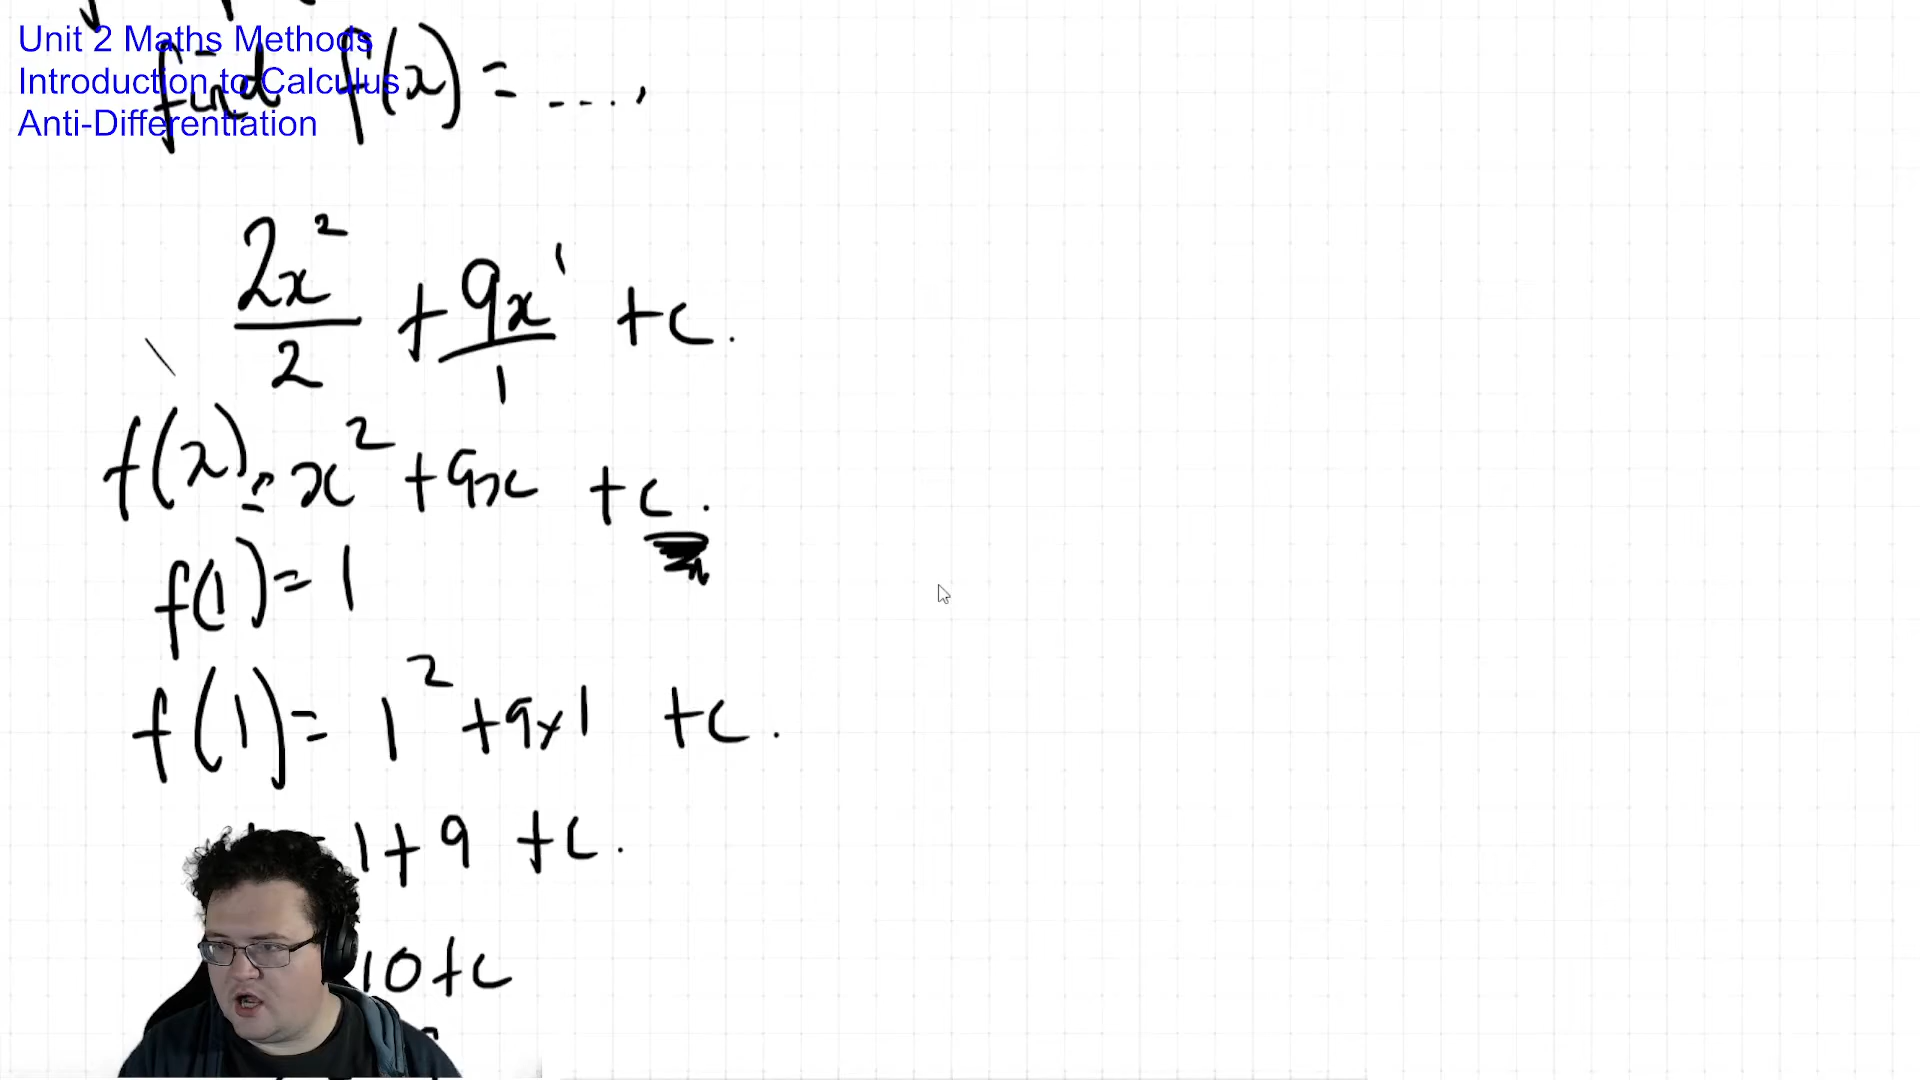 Unit 2 Maths Methods
Introduction to Calculus
Anti-Differentiation
find f(x) = ....,
2x²/2 + 9x¹/1 + c.
f(x) = x² + 9x + c.
f(1) = 1
f(1) = 1² + 9×1 + c.
= 1 + 9 + c.
10 + c